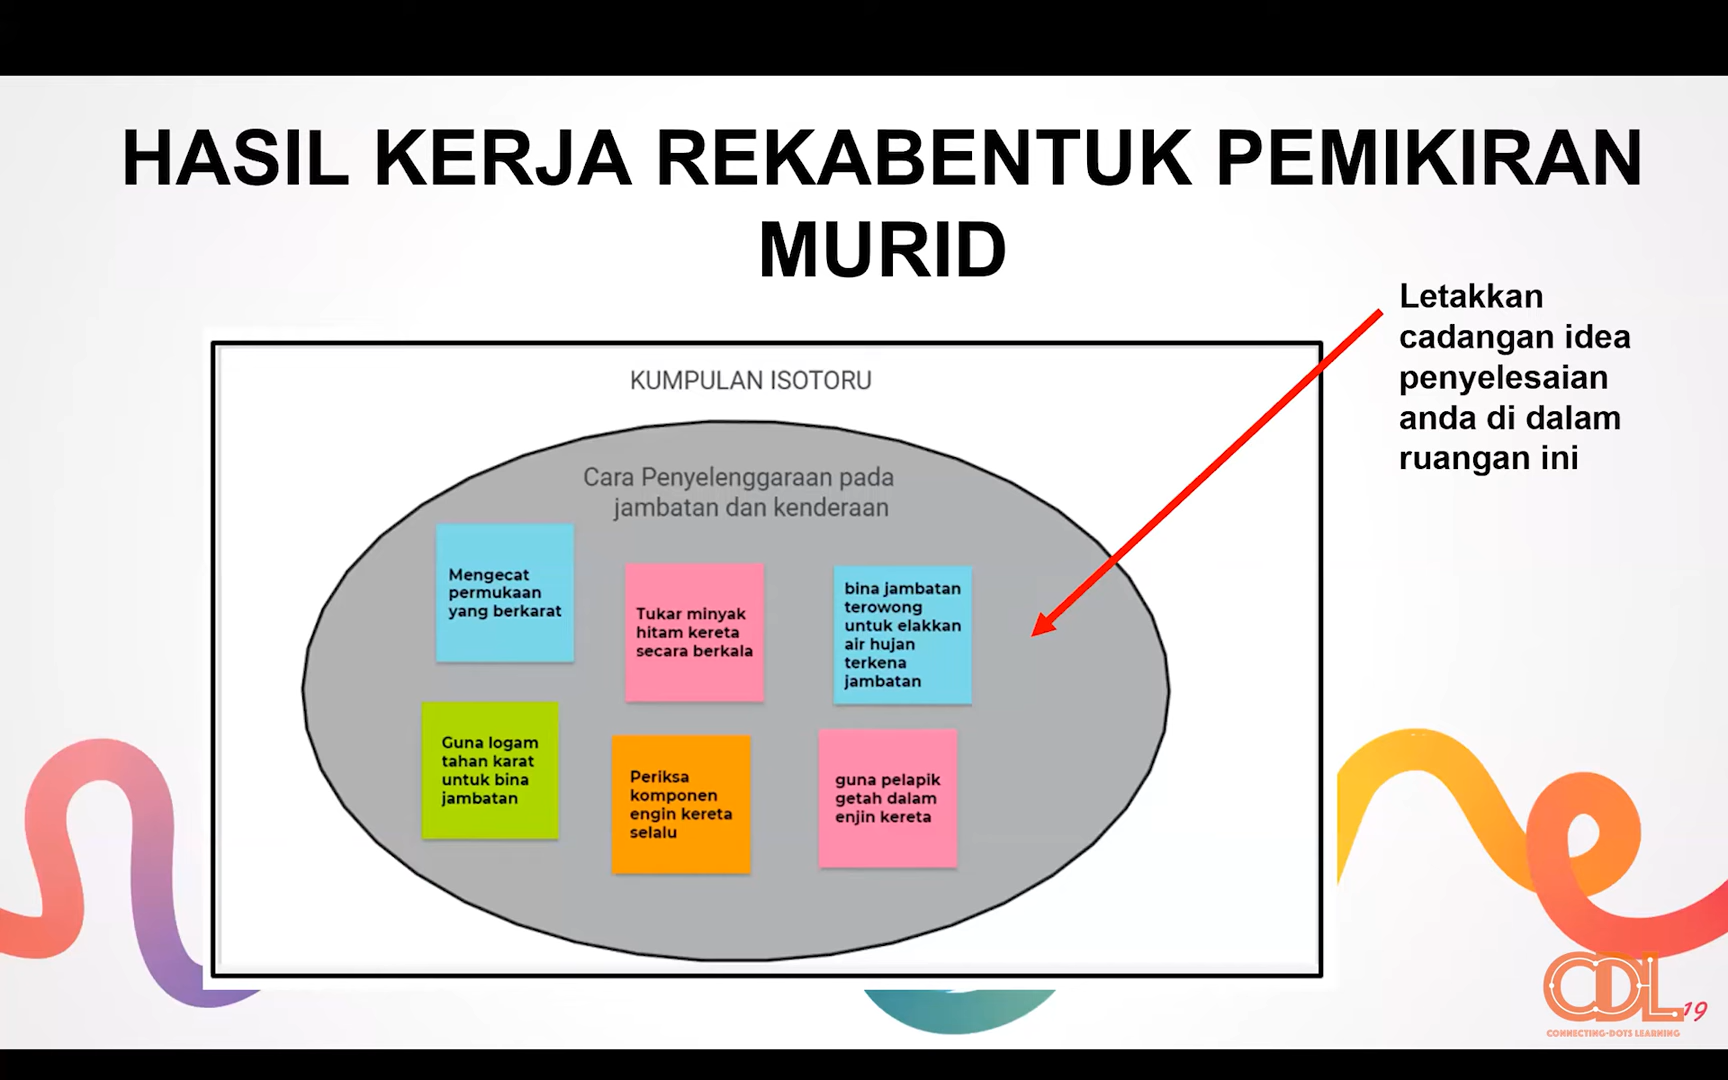 HASIL KERJA REKABENTUK PEMIKIRAN
MURID
Letakkan
cadangan idea
penyelesaian
anda di dalam
ruangan ini
KUMPULAN ISOTORU
Cara Penyelenggaraan pada
jambatan dan kenderaan
Mengecat
permukaan
yang berkarat
Tukar minyak
hitam kereta
secara berkala
bina jambatan
terowong
untuk elakkan
air hujan
terkena
jambatan
Guna logam
tahan karat
untuk bina
jambatan
Periksa
komponen
engin kereta
selalu
guna pelapik
getah dalam
enjin kereta
CDL19
CONNECTING-DOTS LEARNING